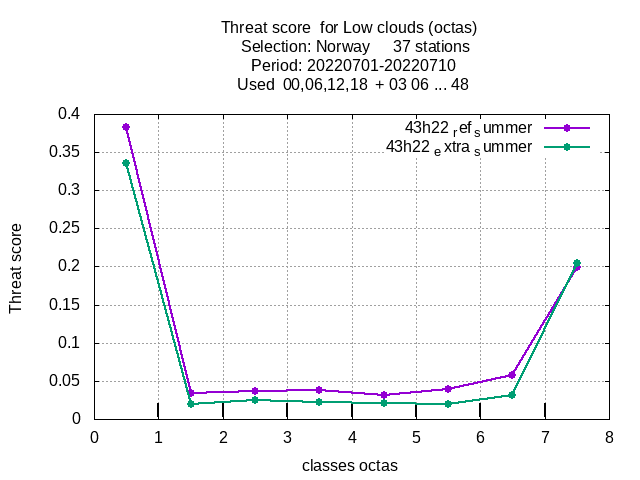 Threat score  for Low clouds (octas)
Selection: Norway     37 stations
Period: 20220701-20220710
Used  00,06,12,18  + 03 06 ... 48
43h22 ref summer
43h22 extra summer
Threat score
0.4
0.35
0.3
0.25
0.2
0.15
0.1
0.05
0
0 1 2 3 4 5 6 7 8
classes octas